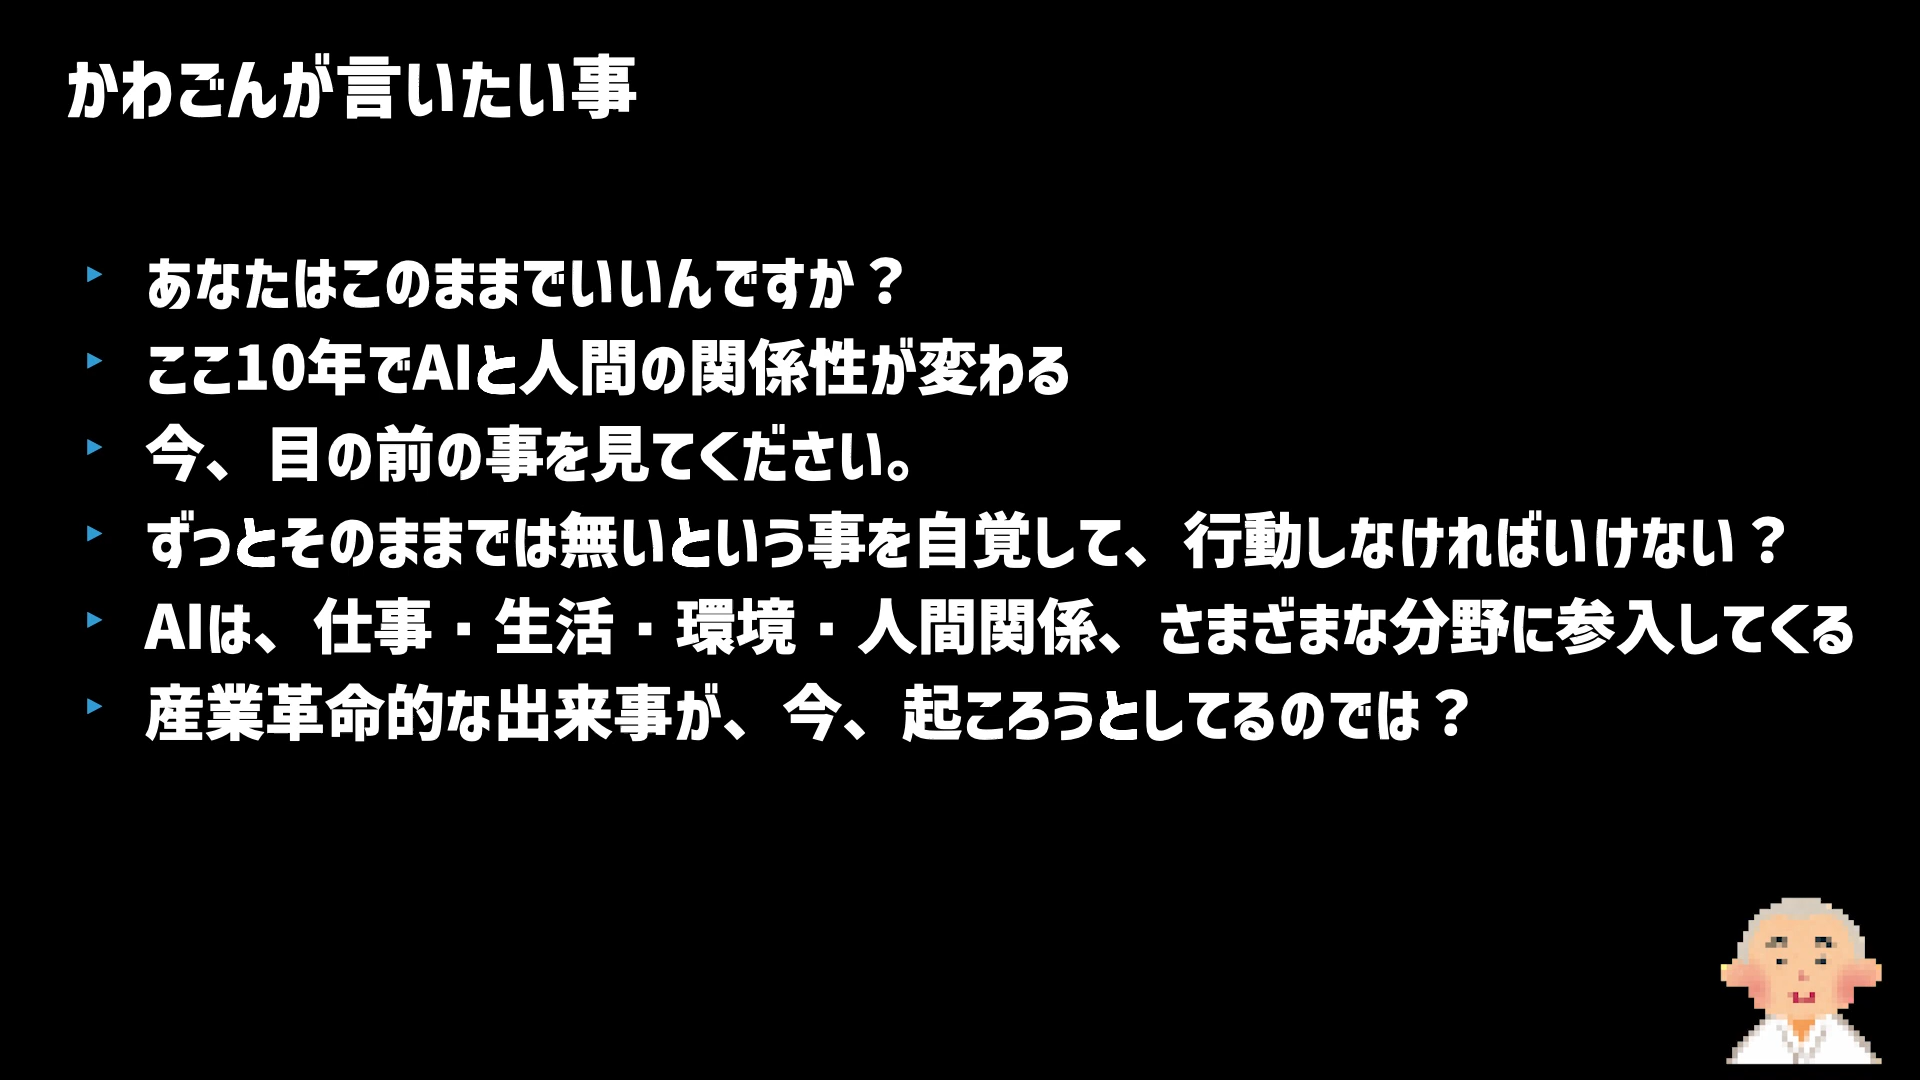 かわごんが言いたい事
あなたはこのままでいいんですか？
ここ10年でAIと人間の関係性が変わる
今、目の前の事を見てください。
ずっとそのままでは無いという事を自覚して、行動しなければいけない？
AIは、仕事・生活・環境・人間関係、さまざまな分野に参入してくる
産業革命的な出来事が、今、起ころうとしてるのでは？